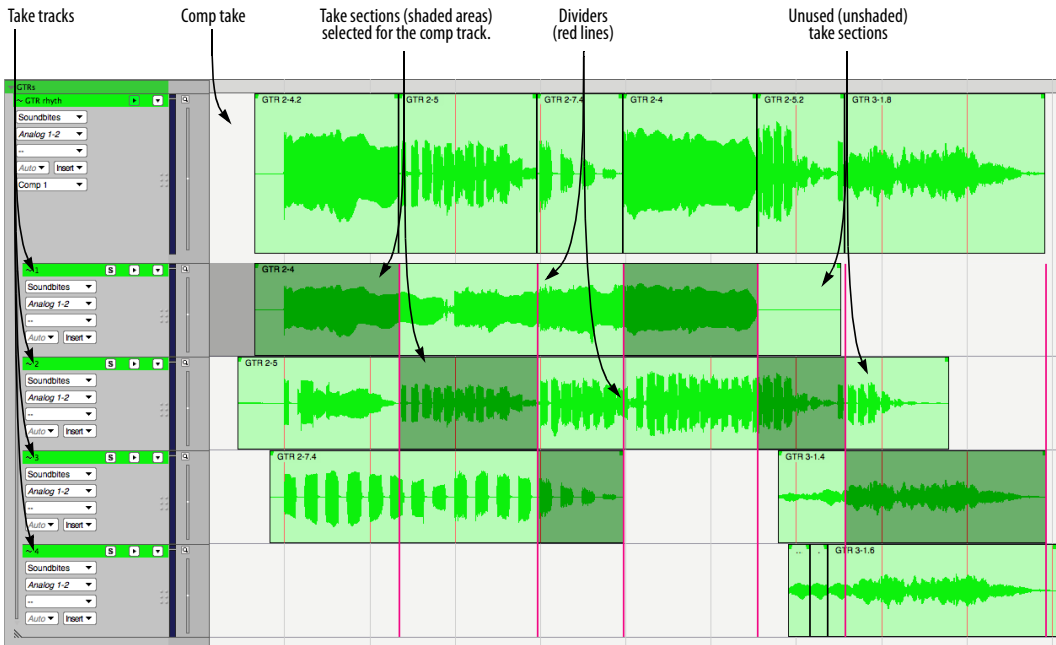 Take tracks
Comp take
Take sections (shaded areas)
selected for the comp track.
Dividers
(red lines)
Unused (unshaded)
take sections
GTRs
~ GTR rhyth
Soundbites
Analog 1-2
--
Auto
Insert
Comp 1
GTR 2-4.2
GTR 2-5
GTR 2-7.4
GTR 2-4
GTR 2-5.2
GTR 3-1.8
~ 1
S
Soundbites
Analog 1-2
--
Auto
Insert
GTR 2-4
~ 2
S
Soundbites
Analog 1-2
--
Auto
Insert
GTR 2-5
~ 3
S
Soundbites
Analog 1-2
--
Auto
Insert
GTR 2-7.4
GTR 3-1.4
~ 4
S
Soundbites
Analog 1-2
--
Auto
Insert
..
.
GTR 3-1.6